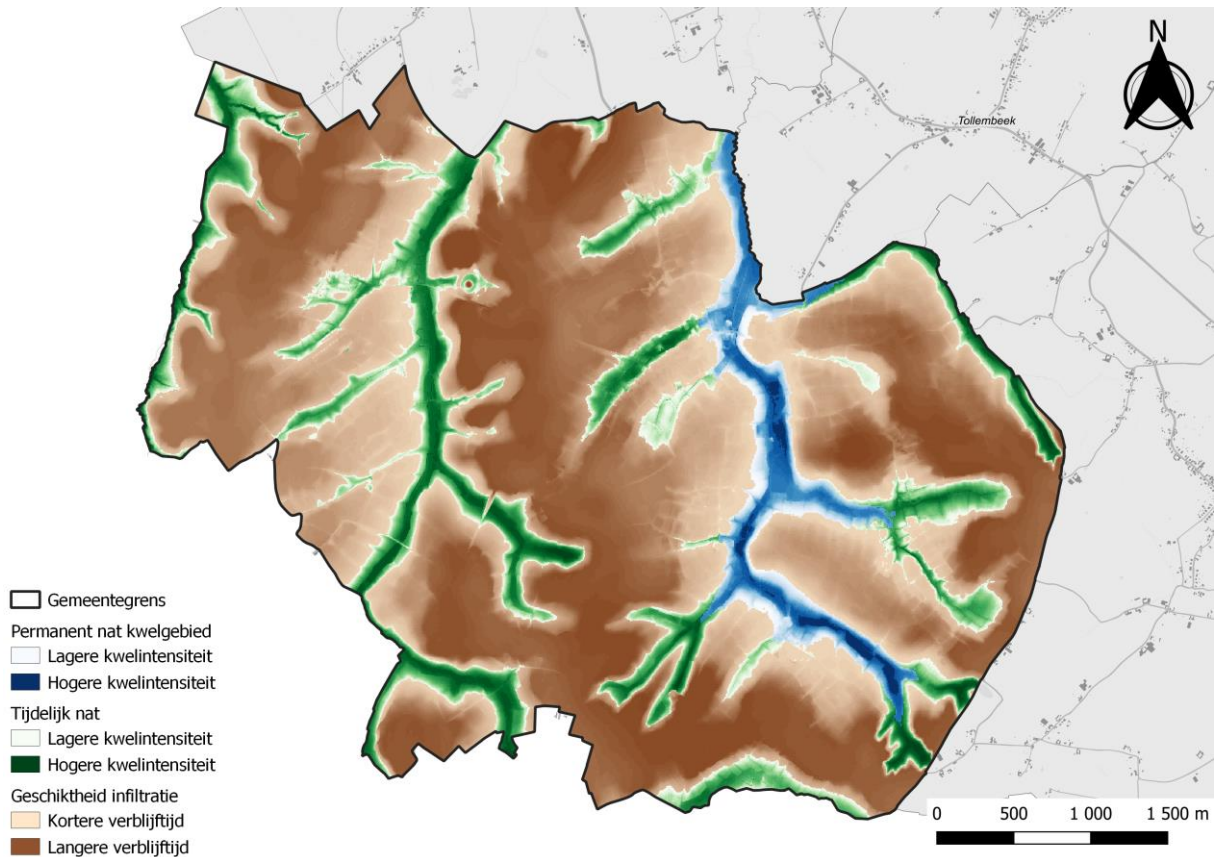 N
Tollembeek
Gemeentegrens
Permanent nat kwelgebied
Lagere kwelintensiteit
Hogere kwelintensiteit
Tijdelijk nat
Lagere kwelintensiteit
Hogere kwelintensiteit
Geschiktheid infiltratie
Kortere verblijftijd
Langere verblijftijd
0 500 1 000 1 500 m